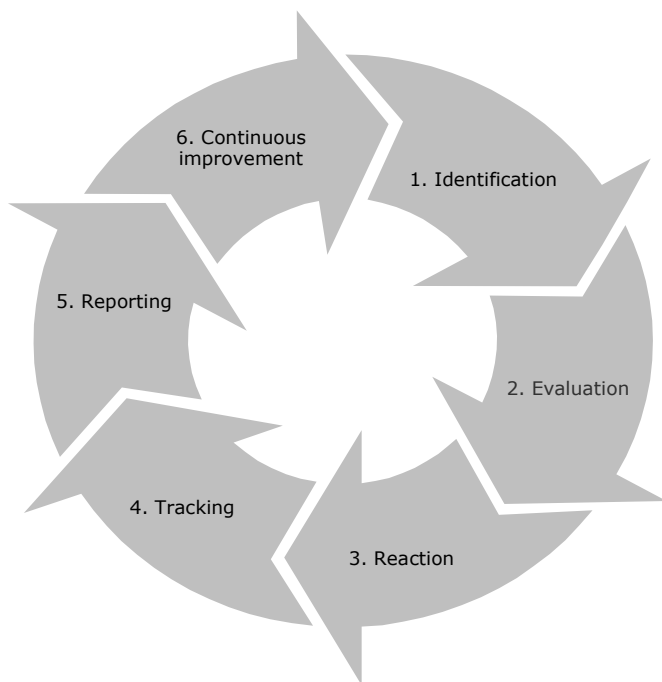 1. Identification
2. Evaluation
3. Reaction
4. Tracking
5. Reporting
6. Continuous
improvement